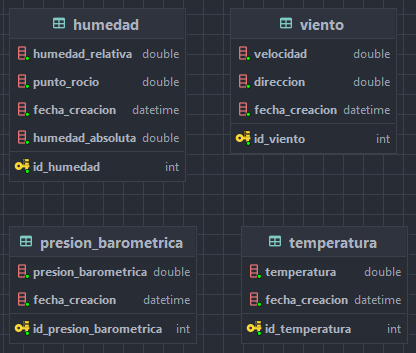 humedad
humedad_relativa double
punto_rocio double
fecha_creacion datetime
humedad_absoluta double
id_humedad int
viento
velocidad double
direccion double
fecha_creacion datetime
id_viento int
presion_barometrica
presion_barometrica double
fecha_creacion datetime
id_presion_barometrica int
temperatura
temperatura double
fecha_creacion datetime
id_temperatura int